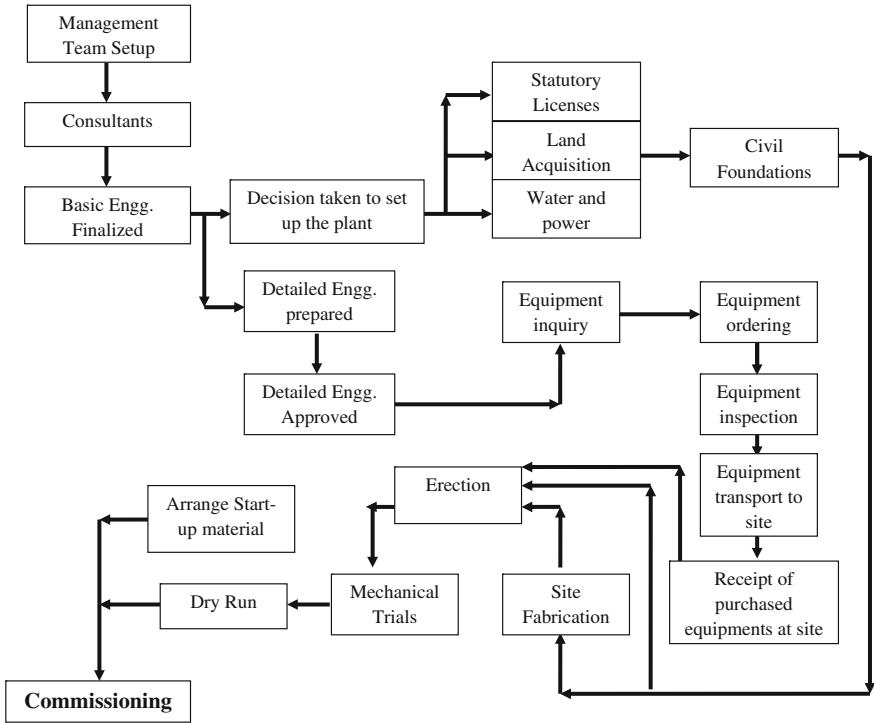 Management
Team Setup
Consultants
Basic Engg.
Finalized
Decision taken to set
up the plant
Statutory
Licenses
Land
Acquisition
Water and
power
Civil
Foundations
Detailed Engg.
prepared
Detailed Engg.
Approved
Equipment
inquiry
Equipment
ordering
Equipment
inspection
Equipment
transport to
site
Receipt of
purchased
equipments at site
Erection
Site
Fabrication
Mechanical
Trials
Dry Run
Arrange Start-
up material
Commissioning